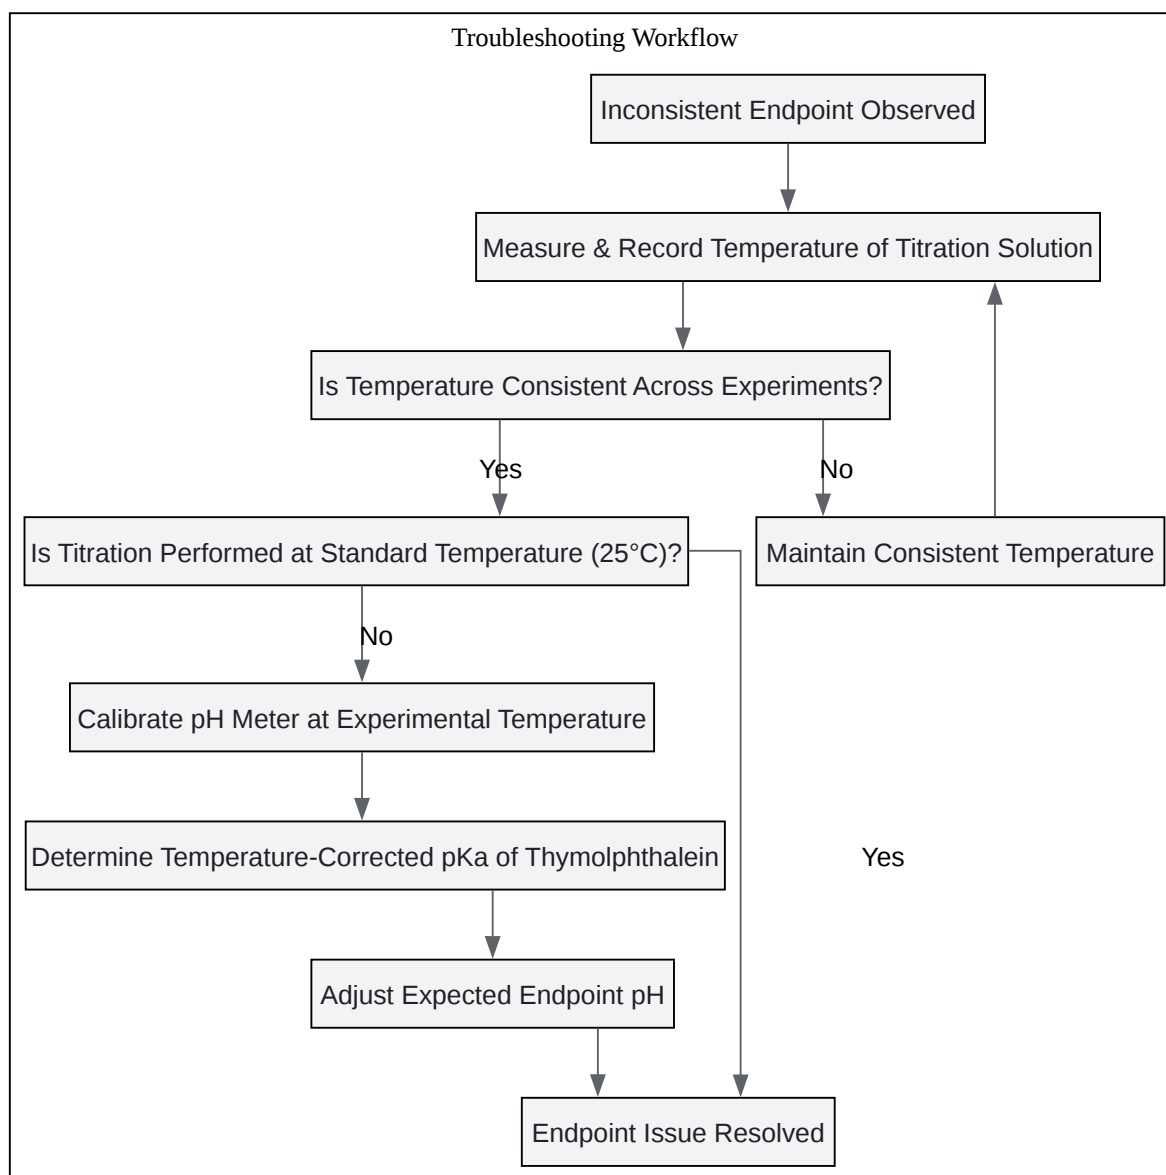 Troubleshooting Workflow
Inconsistent Endpoint Observed
Measure & Record Temperature of Titration Solution
Is Temperature Consistent Across Experiments?
Yes
No
Is Titration Performed at Standard Temperature (25°C)?
Maintain Consistent Temperature
No
Calibrate pH Meter at Experimental Temperature
Determine Temperature-Corrected pKa of Thymolphthalein
Yes
Adjust Expected Endpoint pH
Endpoint Issue Resolved